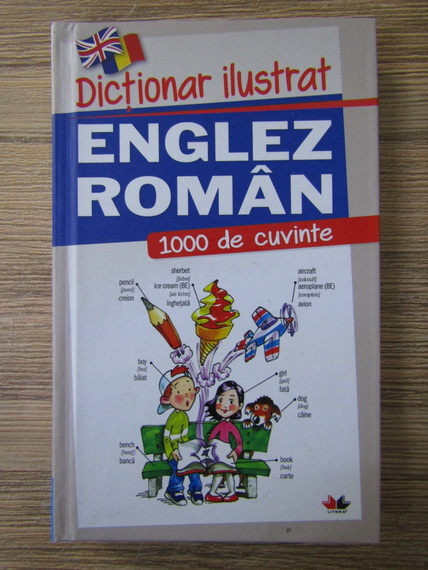 Dicționar ilustrat
ENGLEZ
ROMÂN
1000 de cuvinte
sherbet
ice cream (BE)
înghețată
aircraft
aeroplane (BE)
avion
pencil
creion
boy
băiat
girl
fată
dog
câine
bench
bancă
book
carte
LITERA